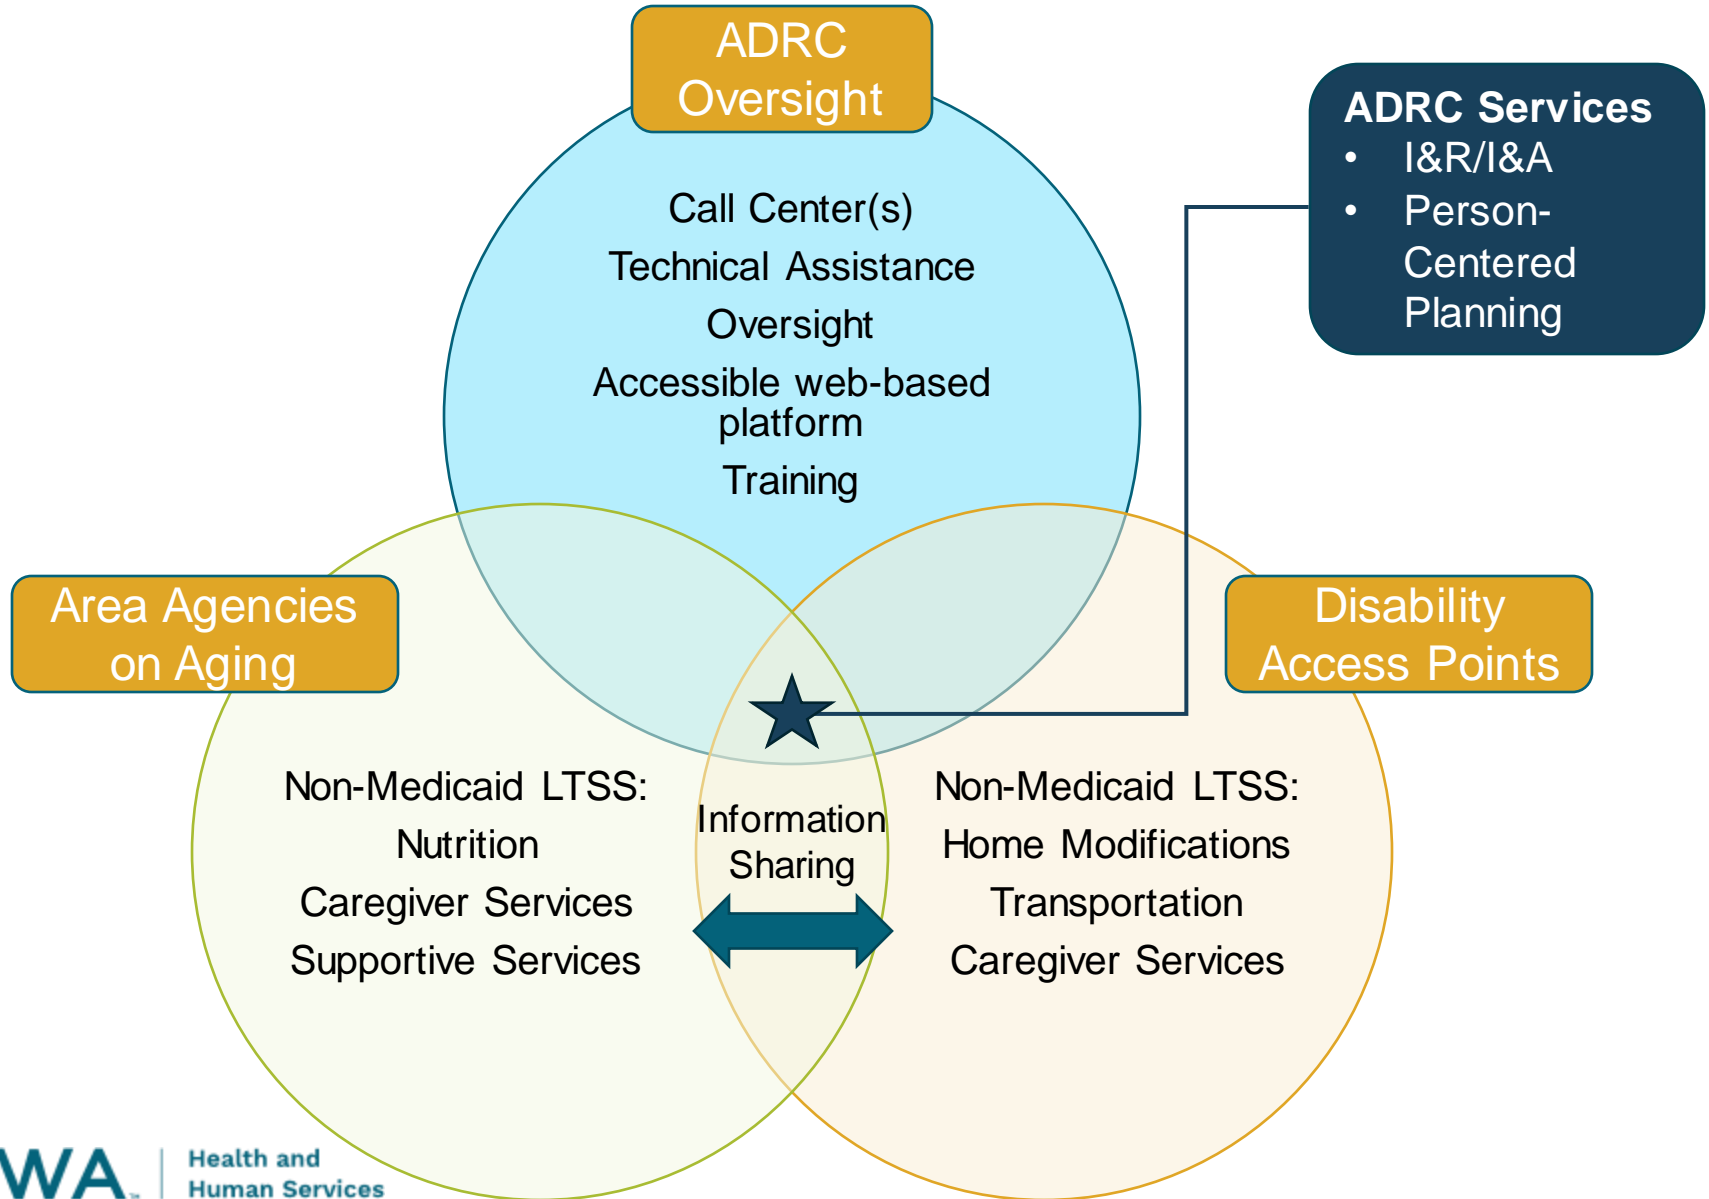 ADRC
Oversight
ADRC Services
• I&R/I&A
• Person-
Centered
Planning
Call Center(s)
Technical Assistance
Oversight
Accessible web-based
platform
Training
Area Agencies
on Aging
Disability
Access Points
Non-Medicaid LTSS:
Nutrition
Caregiver Services
Supportive Services
Information
Sharing
Non-Medicaid LTSS:
Home Modifications
Transportation
Caregiver Services
WA
Health and
Human Services